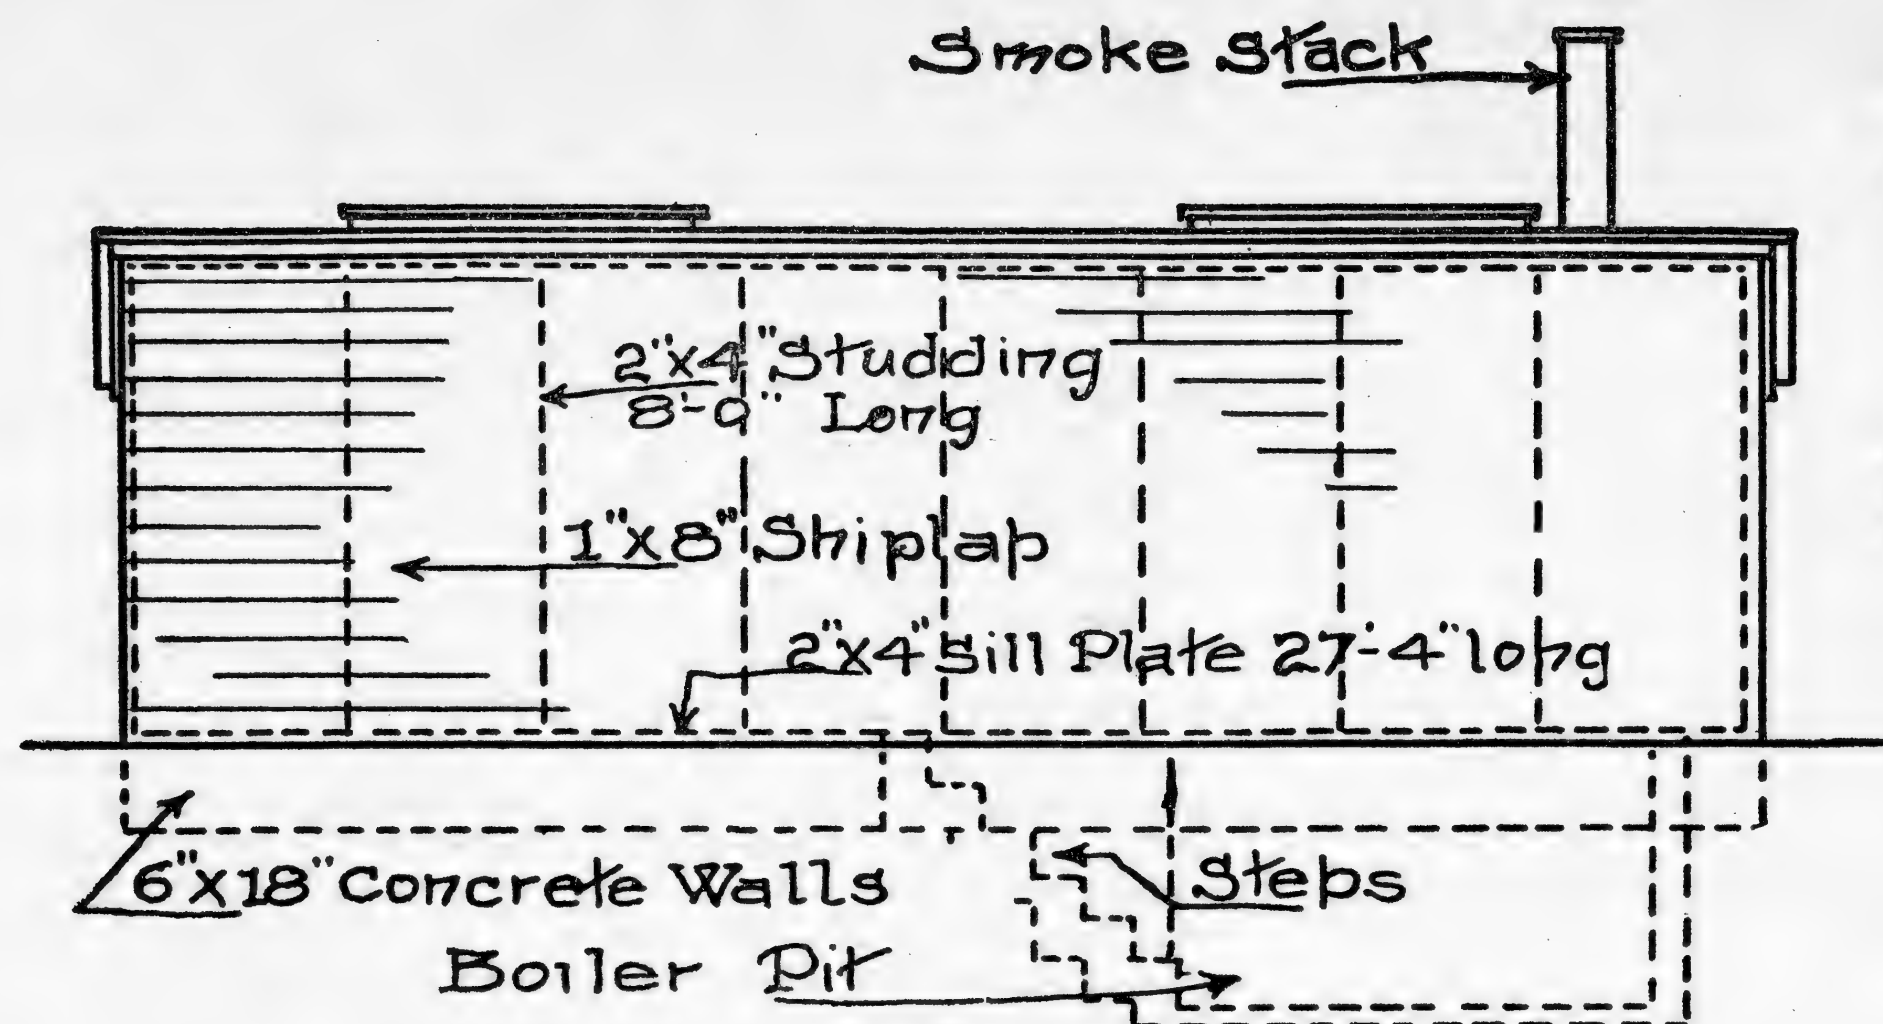 Smoke Stack
2"x4" Studding
8'-9" Long
1"x8" Shiplap
2"x4" Sill Plate 27'-4" long
6"x18" Concrete Walls
Steps
Boiler Pit